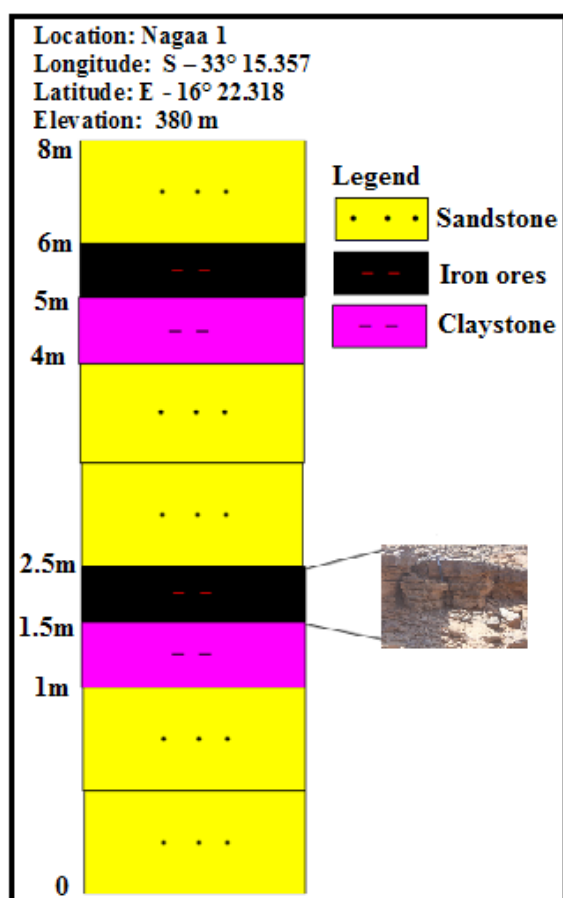 Location: Nagaa 1
Longitude: S – 33° 15.357
Latitude: E - 16° 22.318
Elevation: 380 m
8m
Legend
Sandstone
6m
Iron ores
5m
Claystone
4m
2.5m
1.5m
1m
0